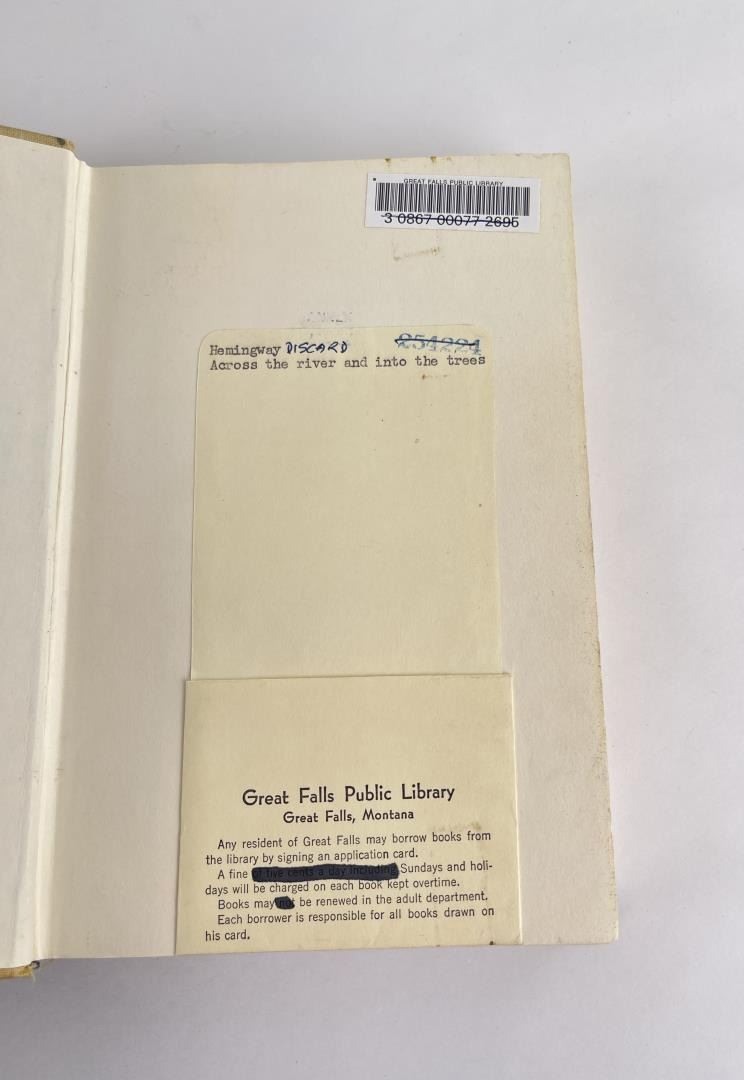 GREAT FALLS PUBLIC LIBRARY
3 0867 00077 2695
Hemingway DISCARD 254224
Across the river and into the trees
Great Falls Public Library
Great Falls, Montana
Any resident of Great Falls may borrow books from
the library by signing an application card.
A fine of five cents a day including Sundays and holi-
days will be charged on each book kept overtime.
Books may not be renewed in the adult department.
Each borrower is responsible for all books drawn on
his card.